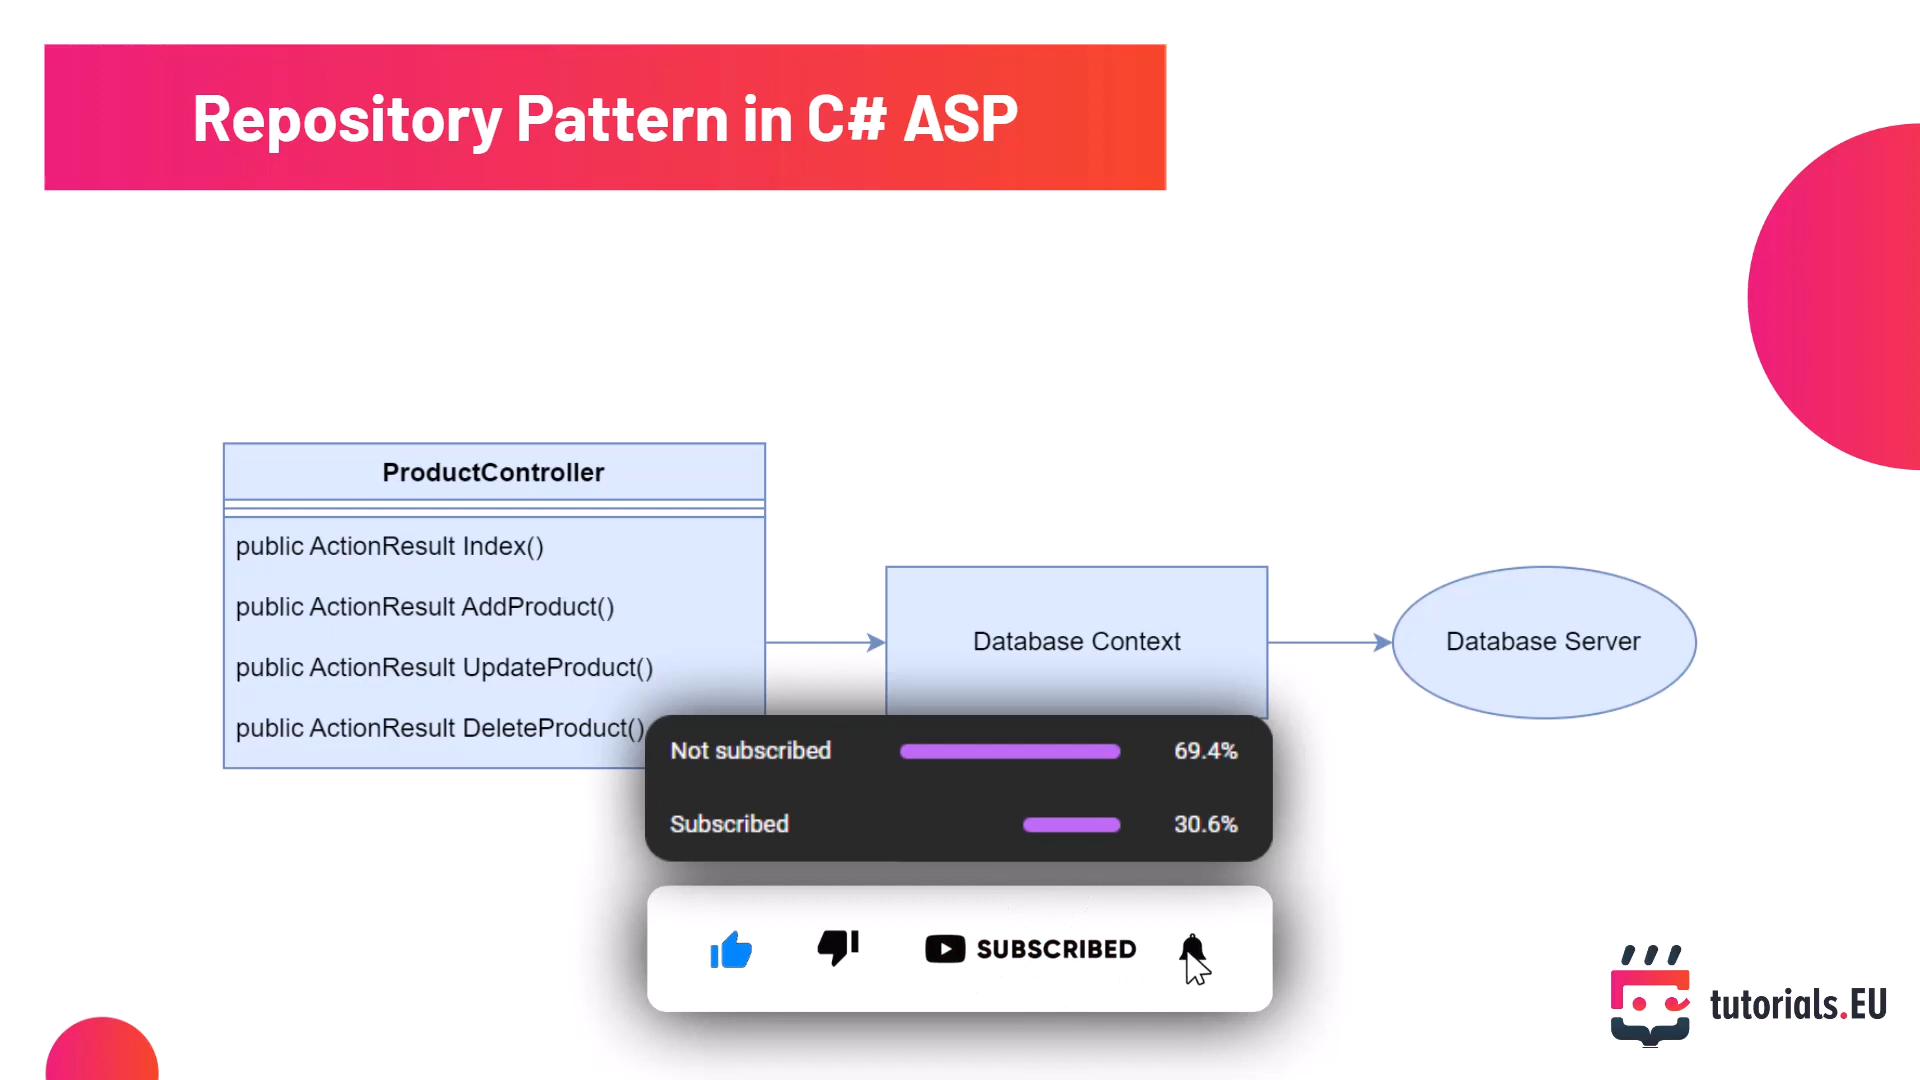 Repository Pattern in C# ASP
ProductController
public ActionResult Index()
public ActionResult AddProduct()
public ActionResult UpdateProduct()
public ActionResult DeleteProduct()
Database Context
Database Server
Not subscribed 69.4%
Subscribed 30.6%
SUBSCRIBED
tutorials.EU